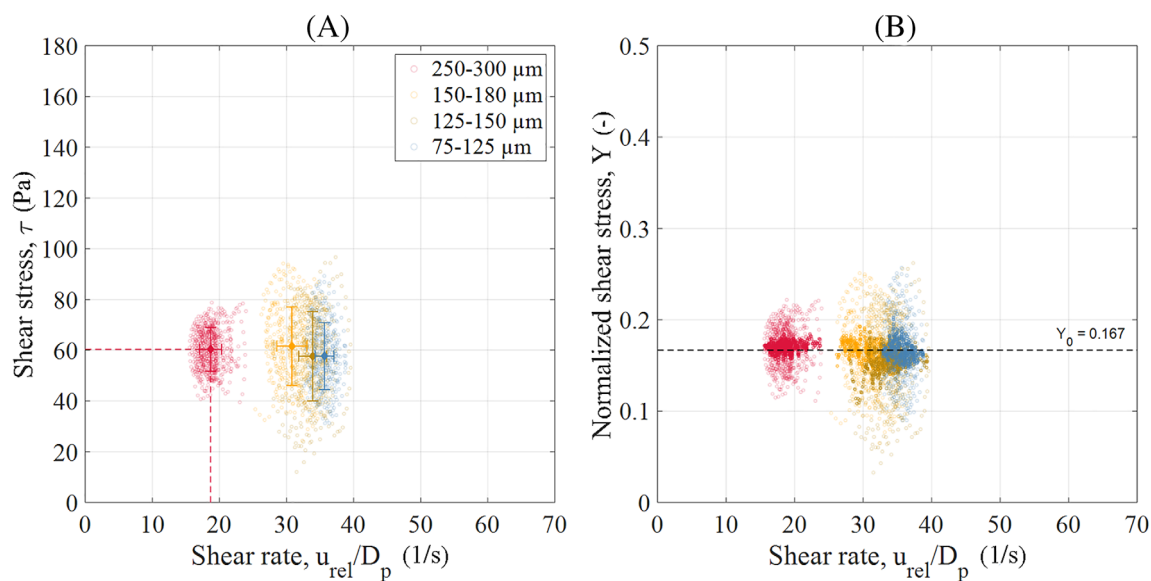 (A)
Shear stress, τ (Pa)
180
160
140
120
100
80
60
40
20
0
250-300 µm
150-180 µm
125-150 µm
75-125 µm
0 10 20 30 40 50 60 70
Shear rate, u_rel/D_p (1/s)
(B)
Normalized shear stress, Y (-)
0.5
0.4
0.3
0.2
0.1
0
Y_0 = 0.167
0 10 20 30 40 50 60 70
Shear rate, u_rel/D_p (1/s)